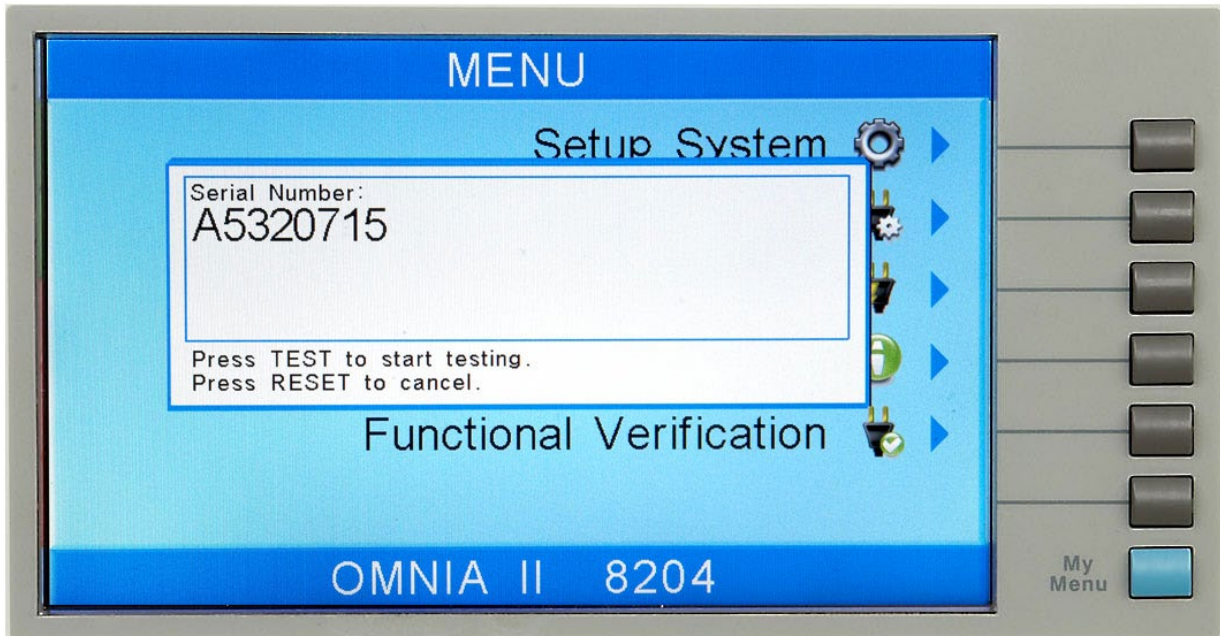 MENU
Setup System
Serial Number:
A5320715
Press TEST to start testing.
Press RESET to cancel.
Functional Verification
OMNIA II 8204
My
Menu